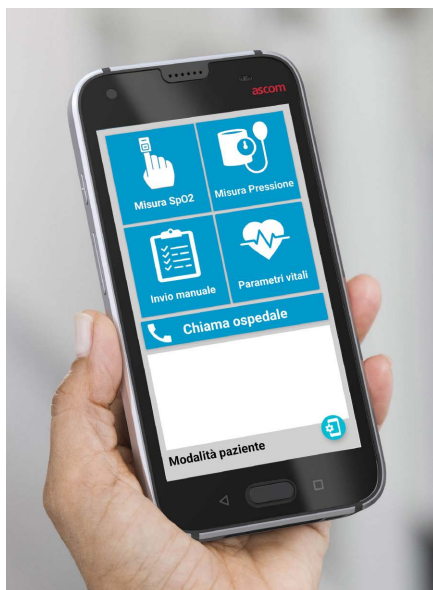 ascom
Misura SpO2
Misura Pressione
Invio manuale
Parametri vitali
Chiama ospedale
Modalità paziente